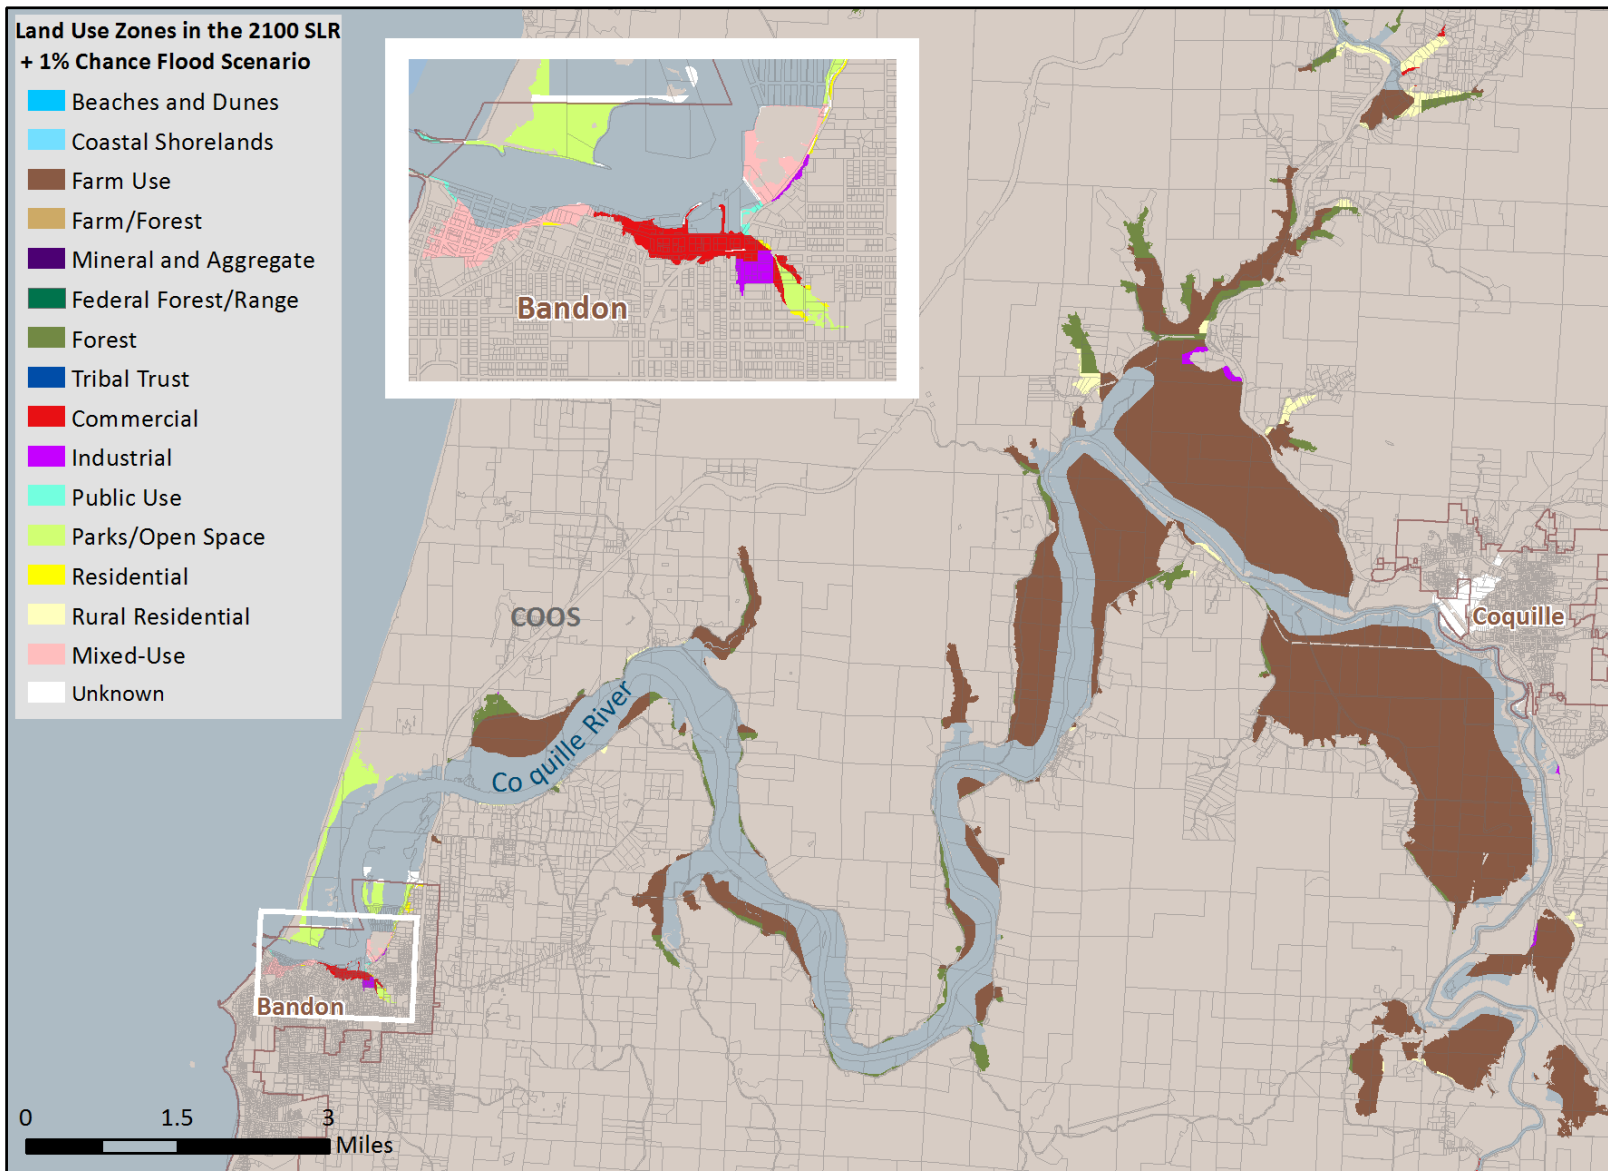 Land Use Zones in the 2100 SLR
+ 1% Chance Flood Scenario
Beaches and Dunes
Coastal Shorelands
Farm Use
Farm/Forest
Mineral and Aggregate
Federal Forest/Range
Forest
Tribal Trust
Commercial
Industrial
Public Use
Parks/Open Space
Residential
Rural Residential
Mixed-Use
Unknown
Bandon
COOS
Coquille
Co quille River
Bandon
0 1.5 3
Miles